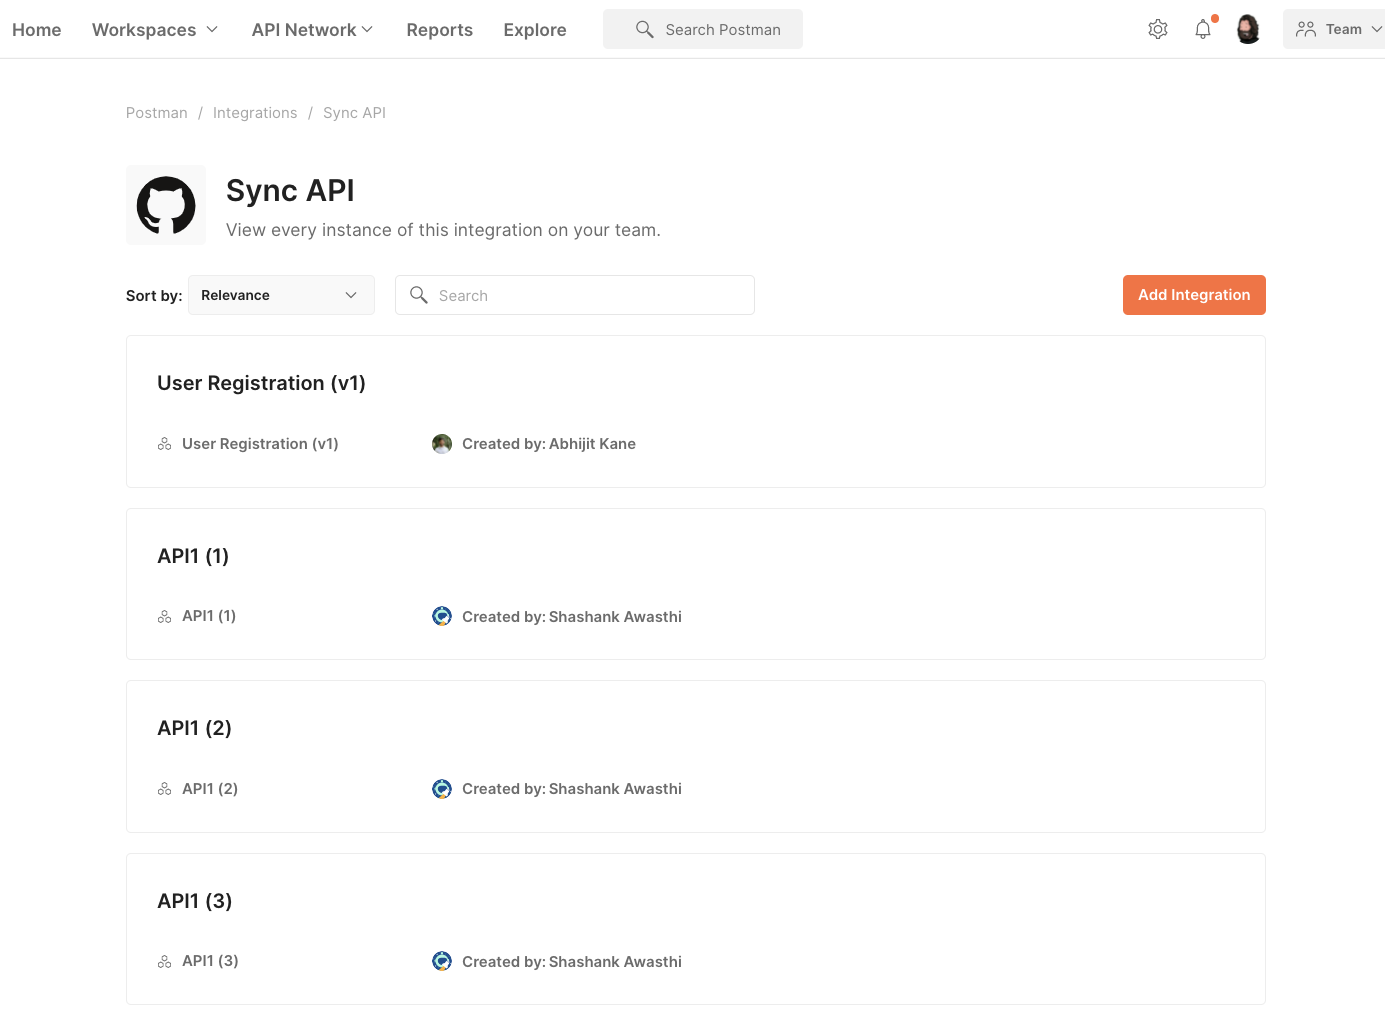 Home Workspaces API Network Reports Explore Search Postman Team
Postman / Integrations / Sync API
Sync API
View every instance of this integration on your team.
Sort by: Relevance Search Add Integration
User Registration (v1)
User Registration (v1) Created by: Abhijit Kane
API1 (1)
API1 (1) Created by: Shashank Awasthi
API1 (2)
API1 (2) Created by: Shashank Awasthi
API1 (3)
API1 (3) Created by: Shashank Awasthi